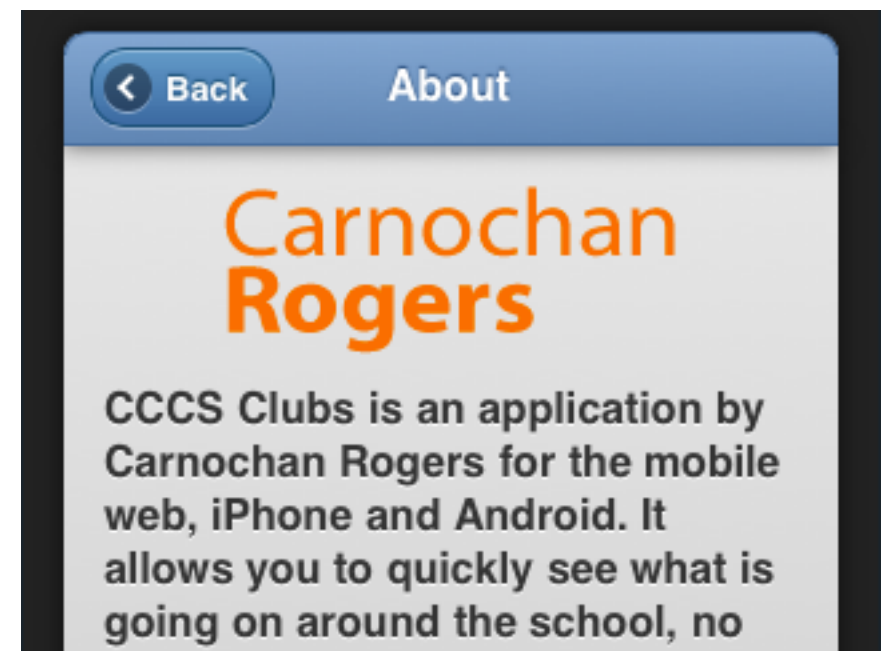 Back
About
Carnochan
Rogers
CCCS Clubs is an application by
Carnochan Rogers for the mobile
web, iPhone and Android. It
allows you to quickly see what is
going on around the school, no